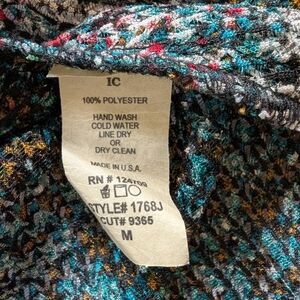 IC
100% POLYESTER
HAND WASH
COLD WATER
LINE DRY
OR
DRY CLEAN
MADE IN U.S.A.
RN # 124709
STYLE# 1768J
CUT# 9365
M